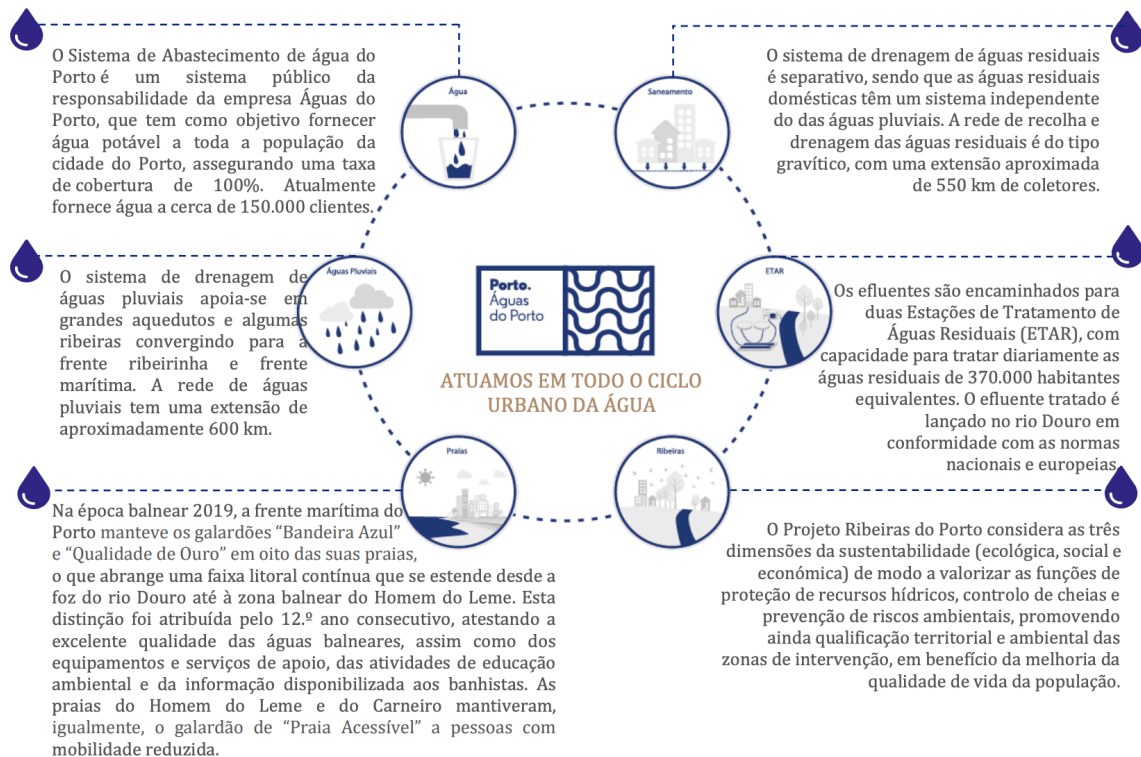 O Sistema de Abastecimento de água do
Porto é um sistema público da
responsabilidade da empresa Águas do
Porto, que tem como objetivo fornecer
água potável a toda a população da
cidade do Porto, assegurando uma taxa
de cobertura de 100%. Atualmente
fornece água a cerca de 150.000 clientes.
Água
Saneamento
O sistema de drenagem de águas residuais
é separativo, sendo que as águas residuais
domésticas têm um sistema independente
do das águas pluviais. A rede de recolha e
drenagem das águas residuais é do tipo
gravítico, com uma extensão aproximada
de 550 km de coletores.
O sistema de drenagem de
águas pluviais apoia-se em
grandes aquedutos e algumas
ribeiras convergindo para a
frente ribeirinha e frente
marítima. A rede de águas
pluviais tem uma extensão de
aproximadamente 600 km.
Águas Pluviais
Porto.
Águas
do Porto
ATUAMOS EM TODO O CICLO
URBANO DA ÁGUA
ETAR
Os efluentes são encaminhados para
duas Estações de Tratamento de
Águas Residuais (ETAR), com
capacidade para tratar diariamente as
águas residuais de 370.000 habitantes
equivalentes. O efluente tratado é
lançado no rio Douro em
conformidade com as normas
nacionais e europeias.
Praias
Ribeiras
Na época balnear 2019, a frente marítima do
Porto manteve os galardões “Bandeira Azul”
e “Qualidade de Ouro” em oito das suas praias,
o que abrange uma faixa litoral contínua que se estende desde a
foz do rio Douro até à zona balnear do Homem do Leme. Esta
distinção foi atribuída pelo 12.º ano consecutivo, atestando a
excelente qualidade das águas balneares, assim como dos
equipamentos e serviços de apoio, das atividades de educação
ambiental e da informação disponibilizada aos banhistas. As
praias do Homem do Leme e do Carneiro mantiveram,
igualmente, o galardão de “Praia Acessível” a pessoas com
mobilidade reduzida.
O Projeto Ribeiras do Porto considera as três
dimensões da sustentabilidade (ecológica, social e
económica) de modo a valorizar as funções de
proteção de recursos hídricos, controlo de cheias e
prevenção de riscos ambientais, promovendo
ainda qualificação territorial e ambiental das
zonas de intervenção, em benefício da melhoria da
qualidade de vida da população.